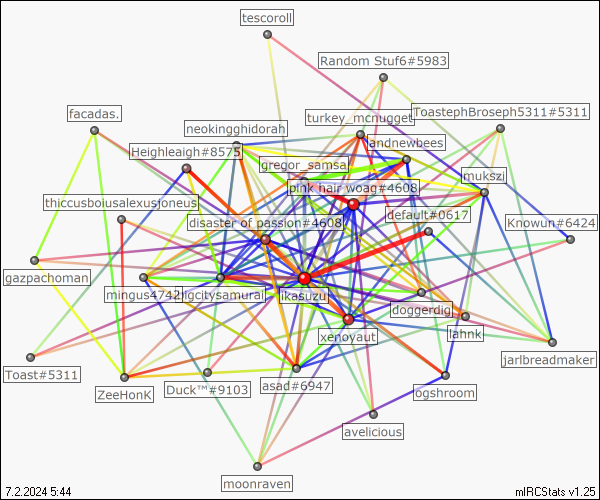 tescoroll
Random Stuf6#5983
facadas.
turkey_mcnugget
ToastephBroseph5311#5311
neokingghidorah
landnewbees
Heighleaigh#8575
gregor_samsa
mukszi
pink hair woag#4608
thiccusboiusalexusjoneus
default#0617
disaster of passion#4608
Knowun#6424
gazpachoman
mingus4742
bigcitysamurai
ikasuzu
doggerdig
xenoyaut
lahnk
jarlbreadmaker
Toast#5311
ZeeHonK
Duck™#9103
asad#6947
ogshroom
avelicious
moonraven
7.2.2024 5:44
mIRCStats v1.25